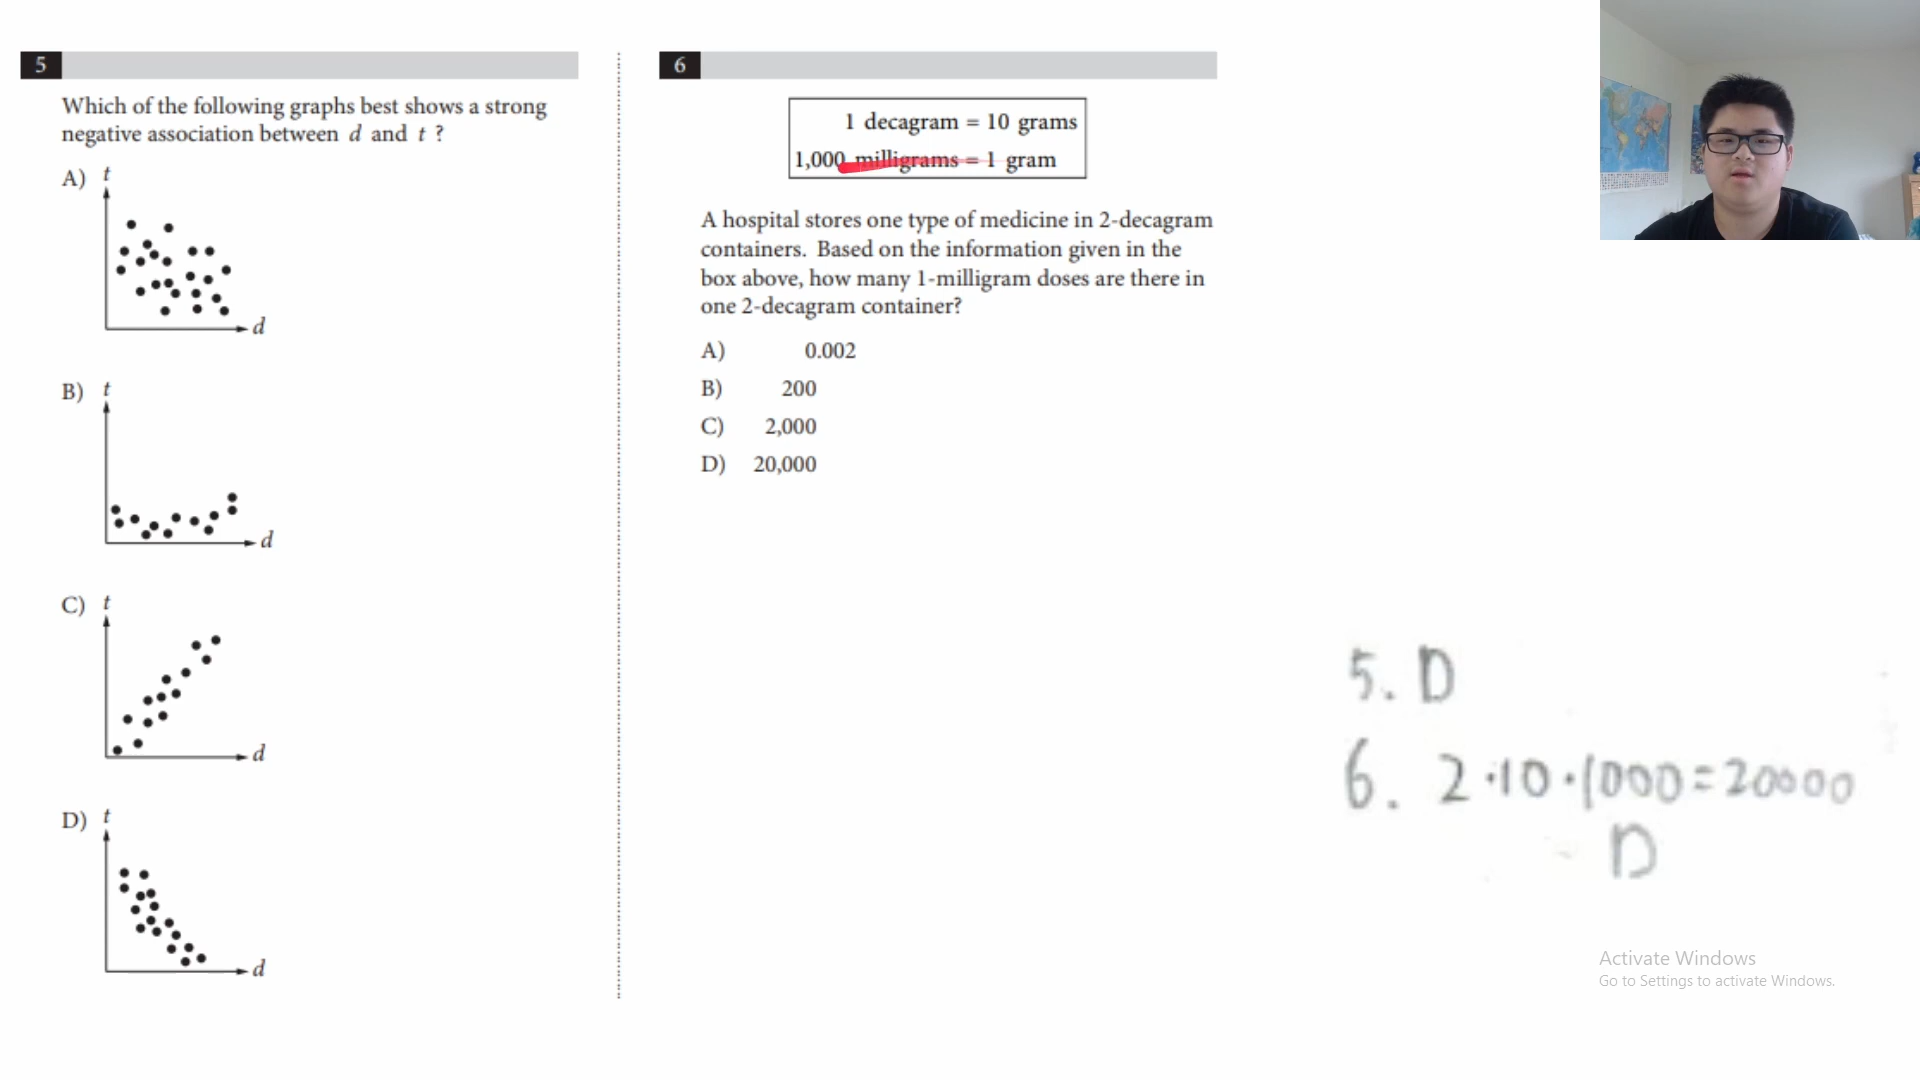 5
Which of the following graphs best shows a strong
negative association between d and t ?
A) t
d
B) t
d
C) t
d
D) t
d
6
1 decagram = 10 grams
1,000 milligrams = 1 gram
A hospital stores one type of medicine in 2-decagram
containers. Based on the information given in the
box above, how many 1-milligram doses are there in
one 2-decagram container?
A) 0.002
B) 200
C) 2,000
D) 20,000
5. D
6. 2·10·1000=20000
D
Activate Windows
Go to Settings to activate Windows.